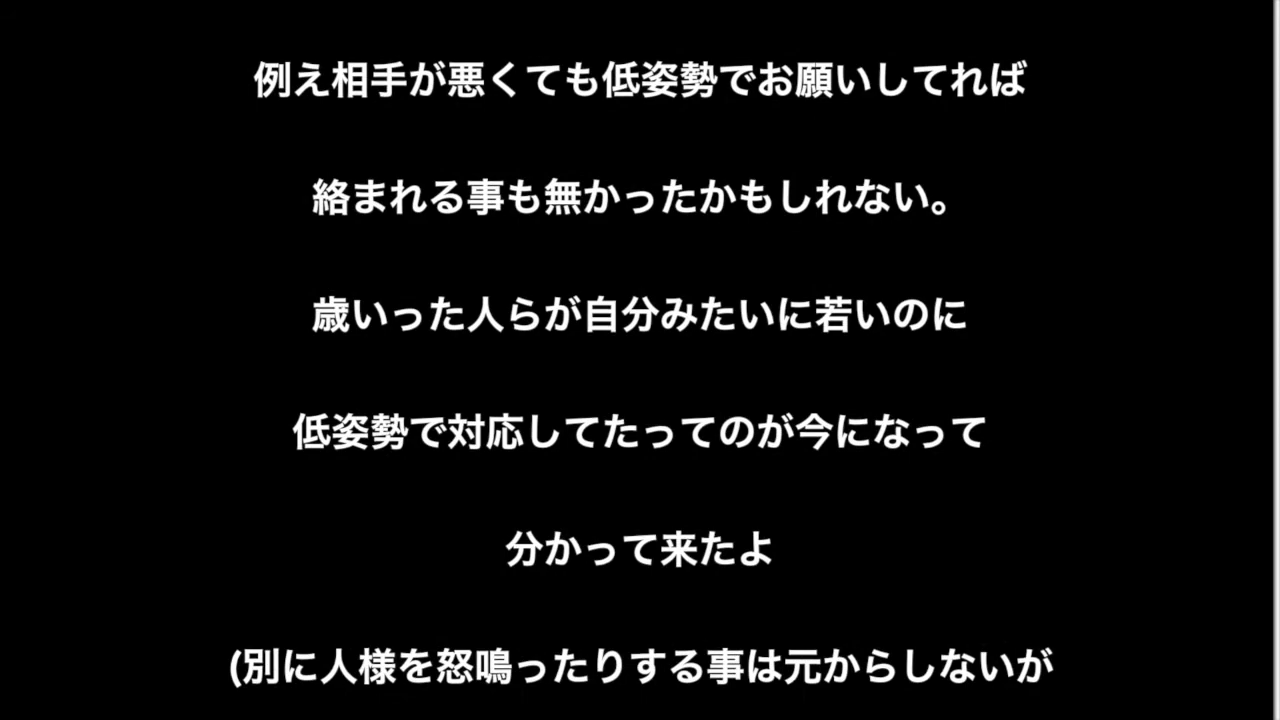 例え相手が悪くても低姿勢でお願いしてれば
絡まれる事も無かったかもしれない。
歳いった人らが自分みたいに若いのに
低姿勢で対応してたってのが今になって
分かって来たよ
(別に人様を怒鳴ったりする事は元からしないが